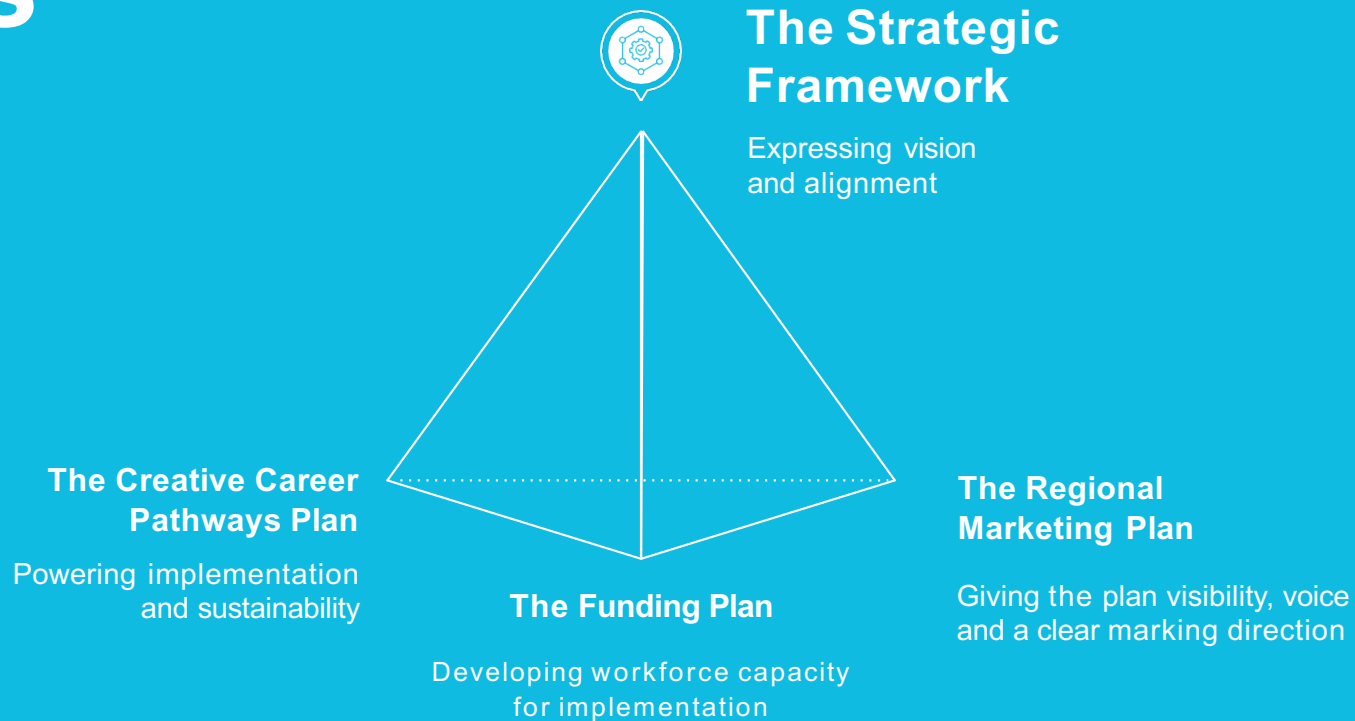 The Strategic
Framework
Expressing vision
and alignment
The Creative Career
Pathways Plan
Powering implementation
and sustainability
The Funding Plan
Developing workforce capacity
for implementation
The Regional
Marketing Plan
Giving the plan visibility, voice
and a clear marking direction